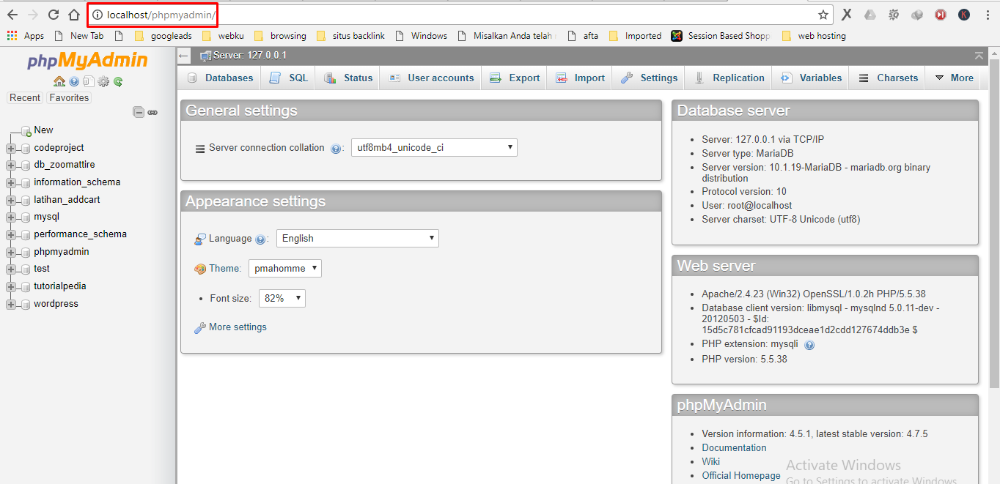 localhost/phpmyadmin/
Apps New Tab googleads webku browsing situs backlink Windows Misalkan Anda telah afta Imported Session Based Shopp web hosting
phpMyAdmin
Recent Favorites
New
codeproject
db_zoomattire
information_schema
latihan_addcart
mysql
performance_schema
phpmyadmin
test
tutorialpedia
wordpress
Server: 127.0.0.1
Databases SQL Status User accounts Export Import Settings Replication Variables Charsets More
General settings
Server connection collation : utf8mb4_unicode_ci
Appearance settings
Language : English
Theme: pmahomme
Font size: 82%
More settings
Database server
Server: 127.0.0.1 via TCP/IP
Server type: MariaDB
Server version: 10.1.19-MariaDB - mariadb.org binary
distribution
Protocol version: 10
User: root@localhost
Server charset: UTF-8 Unicode (utf8)
Web server
Apache/2.4.23 (Win32) OpenSSL/1.0.2h PHP/5.5.38
Database client version: libmysql - mysqlnd 5.0.11-dev -
20120503 - $Id:
15d5c781cfcad91193dceae1d2cdd127674ddb3e $
PHP extension: mysqli
PHP version: 5.5.38
phpMyAdmin
Version information: 4.5.1, latest stable version: 4.7.5
Documentation
Wiki
Official Homepage
Activate Windows
Go to Settings to activate Windows.